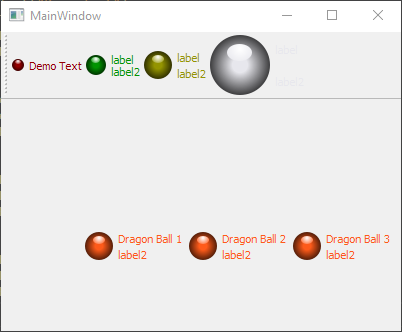 MainWindow
Demo Text
label
label2
label
label2
label
label2
Dragon Ball 1
label2
Dragon Ball 2
label2
Dragon Ball 3
label2